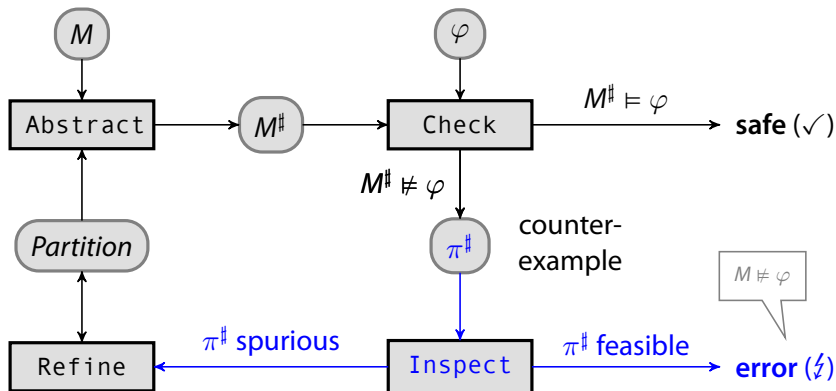 M
φ
Abstract
M♯
Check
M♯ ⊨ φ
safe (✓)
M♯ ⊭ φ
Partition
π♯
counter-
example
M ⊭ φ
Refine
π♯ spurious
Inspect
π♯ feasible
error (↯)